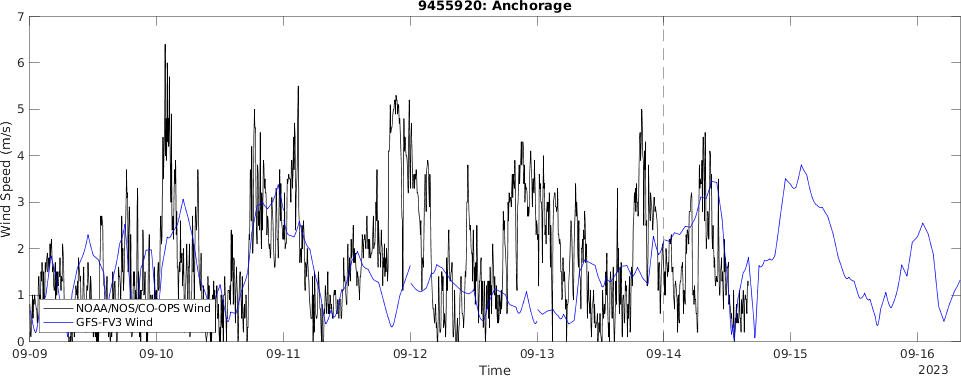 9455920: Anchorage
7
6
5
4
3
2
1
0
Wind Speed (m/s)
NOAA/NOS/CO-OPS Wind
GFS-FV3 Wind
09-09 09-10 09-11 09-12 09-13 09-14 09-15 09-16
Time
2023